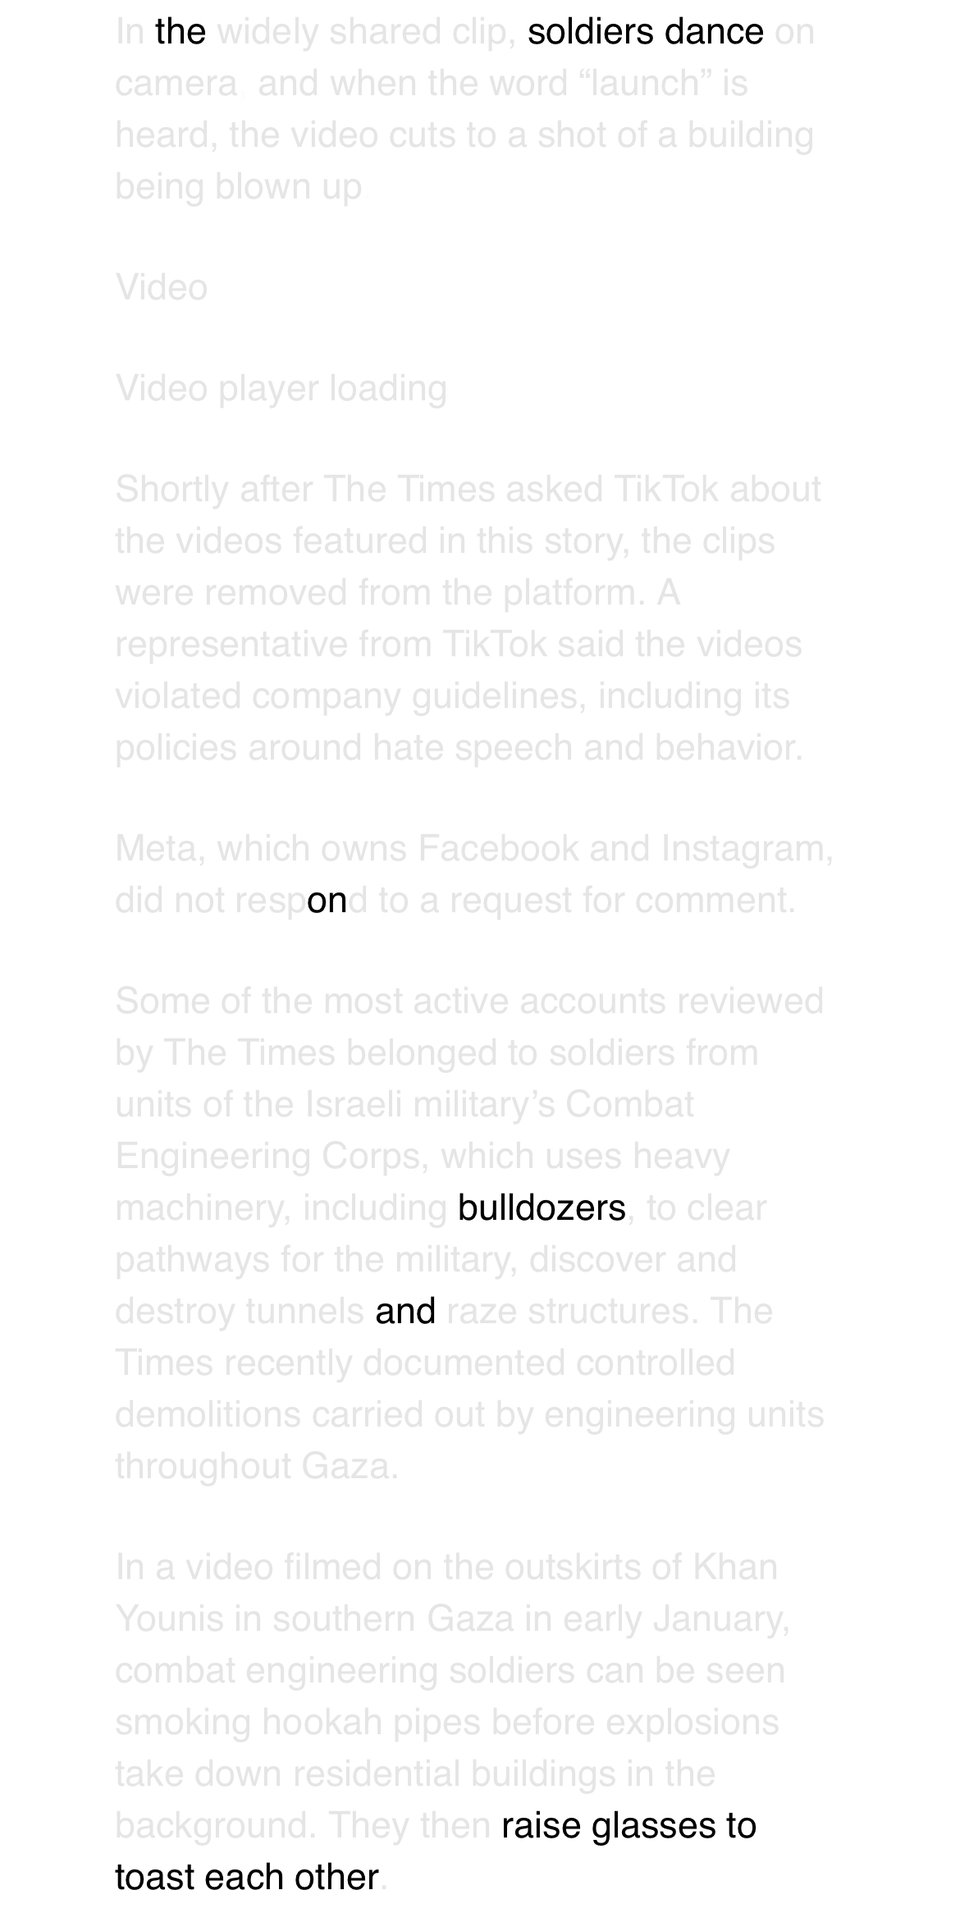 In the widely shared clip, soldiers dance on
camera, and when the word “launch” is
heard, the video cuts to a shot of a building
being blown up
Video
Video player loading
Shortly after The Times asked TikTok about
the videos featured in this story, the clips
were removed from the platform. A
representative from TikTok said the videos
violated company guidelines, including its
policies around hate speech and behavior.
Meta, which owns Facebook and Instagram,
did not respond to a request for comment.
Some of the most active accounts reviewed
by The Times belonged to soldiers from
units of the Israeli military’s Combat
Engineering Corps, which uses heavy
machinery, including bulldozers, to clear
pathways for the military, discover and
destroy tunnels and raze structures. The
Times recently documented controlled
demolitions carried out by engineering units
throughout Gaza.
In a video filmed on the outskirts of Khan
Younis in southern Gaza in early January,
combat engineering soldiers can be seen
smoking hookah pipes before explosions
take down residential buildings in the
background. They then raise glasses to
toast each other.